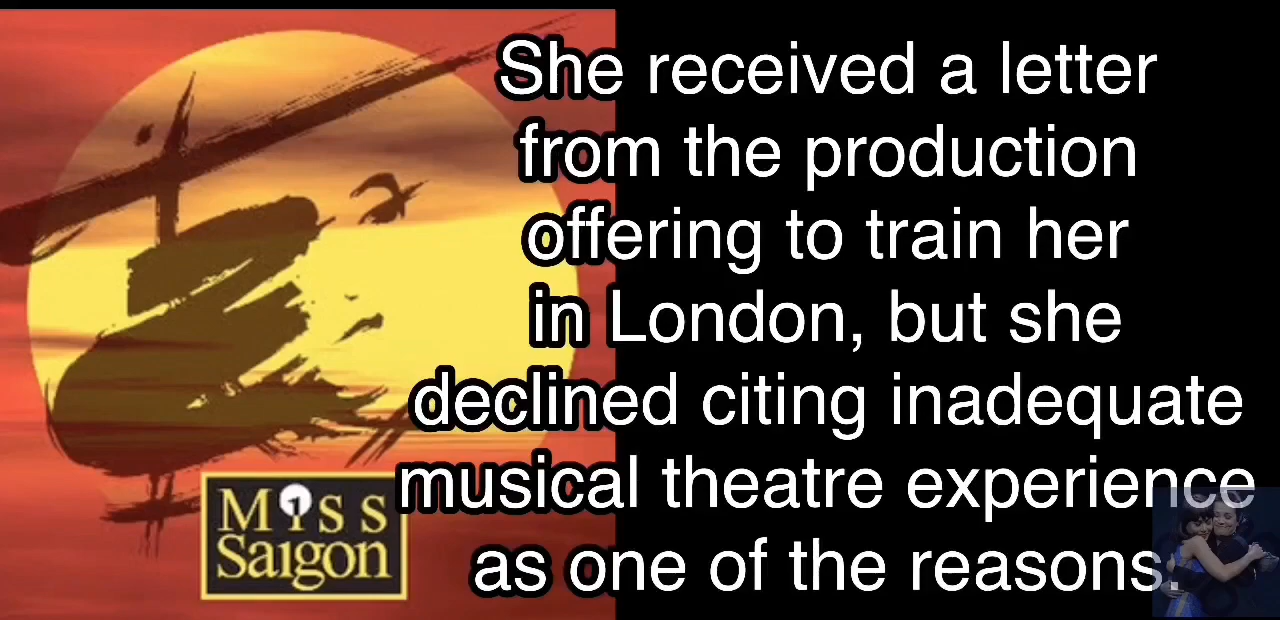 She received a letter
from the production
offering to train her
in London, but she
declined citing inadequate
musical theatre experience
as one of the reasons.
Miss
Saigon